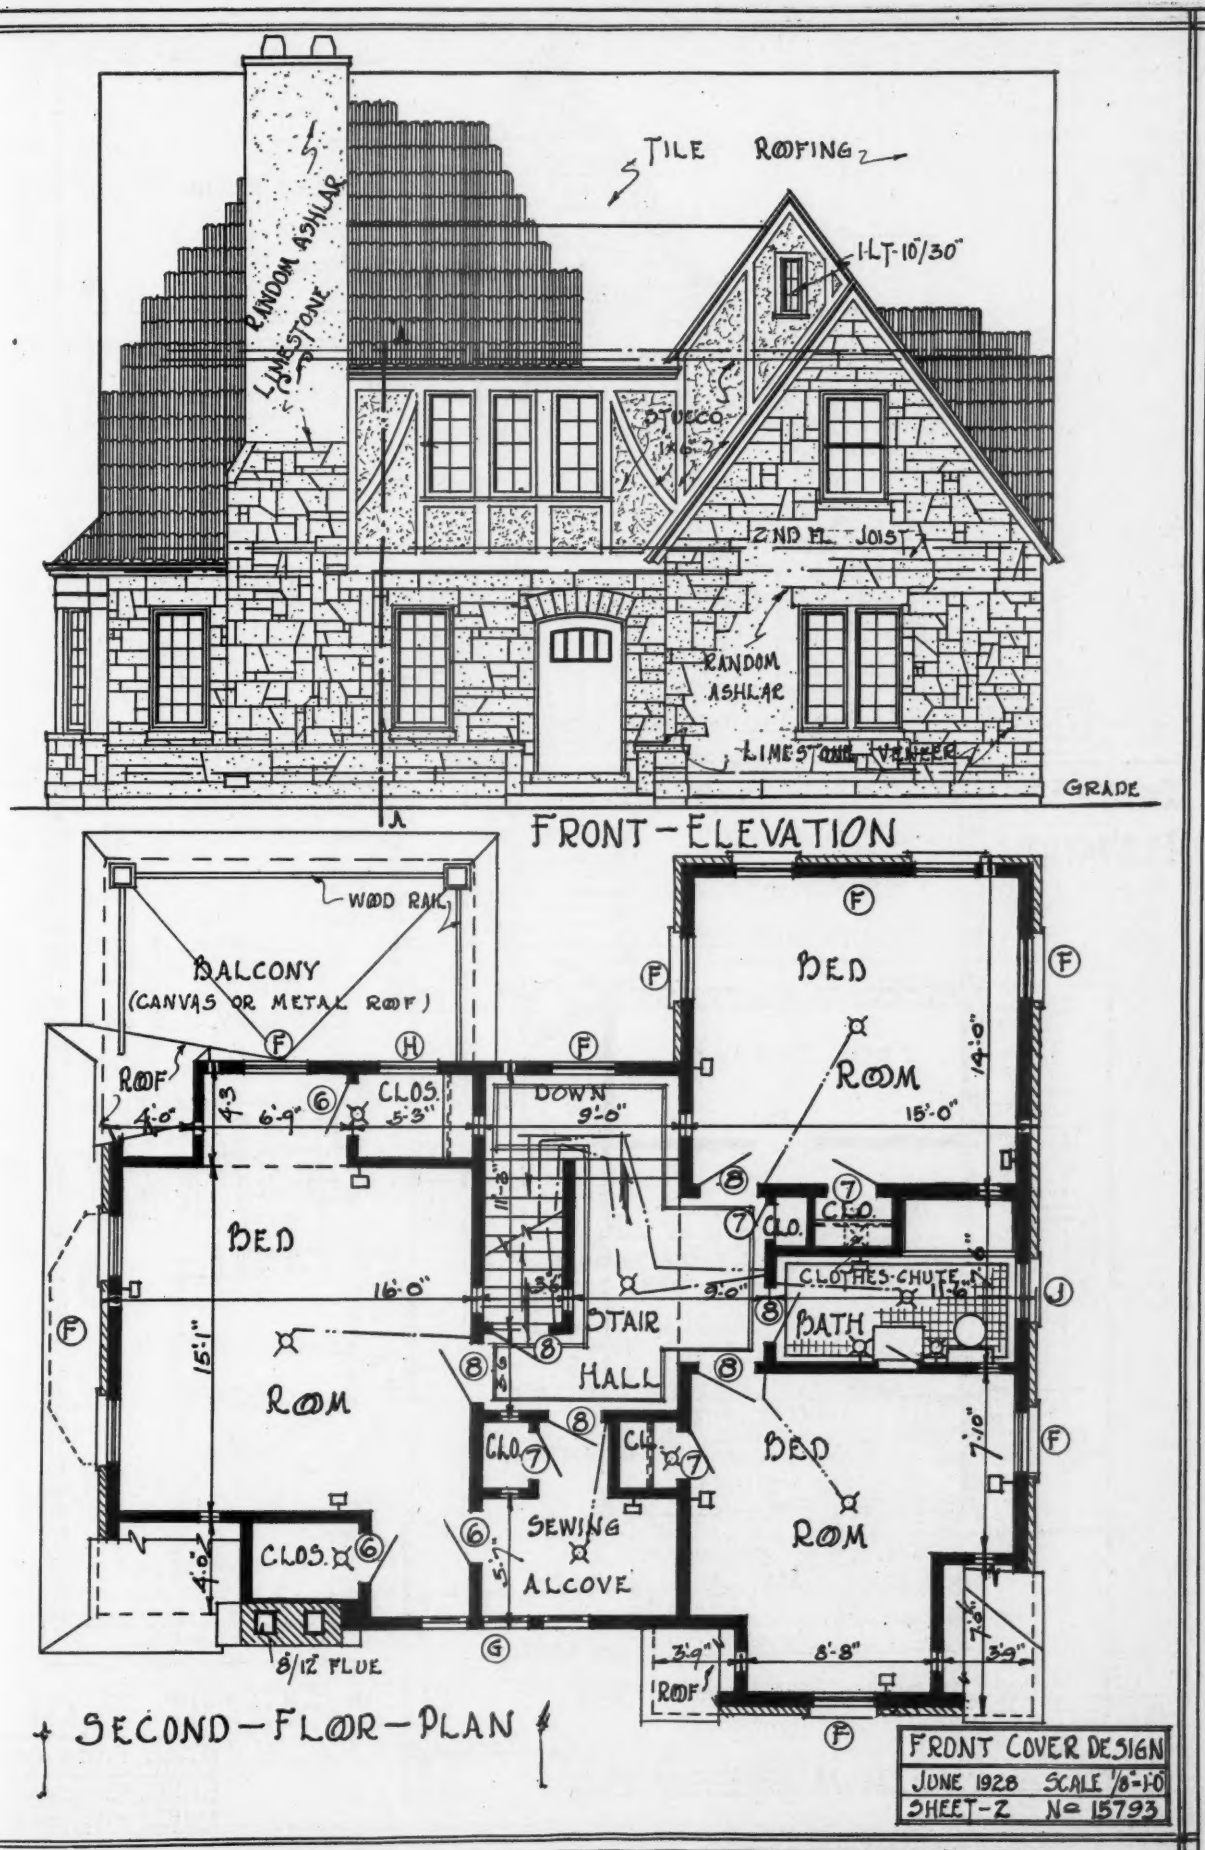 TILE ROOFING
RANDOM ASHLAR
LIMESTONE
1-LT-10"/30"
A
STUCCO
1x6"
2ND FL. JOIST
RANDOM
ASHLAR
LIMESTONE VENEER
GRADE
A
FRONT-ELEVATION
WOOD RAIL
BALCONY
(CANVAS OR METAL ROOF)
F
BED
F
F
F
H
F
ROOF
4'-0"
4'-3
6'-9"
6
CLOS.
5'-3"
DOWN
9'-0"
14'-0"
ROOM
15'-0"
8
7
7
CLO.
CLO.
BED
16'-0"
3'-6"
9'-0"
7'-6"
CLOTHES-CHUTE
11'-6"
J
F
15'-1"
STAIR
8
BATH
8
8
8
HALL
ROOM
8
CLO.
7
CL.
7
BED
7'-10"
F
CLOS.
6
6
4'-0"
5'-7"
SEWING
ALCOVE
ROOM
G
8/12" FLUE
3'-9"
8'-8"
3'9"
ROOF
F
SECOND-FLOOR-PLAN
FRONT COVER DESIGN
JUNE 1928 SCALE 1/8"=1'-0"
SHEET-2 No 15793